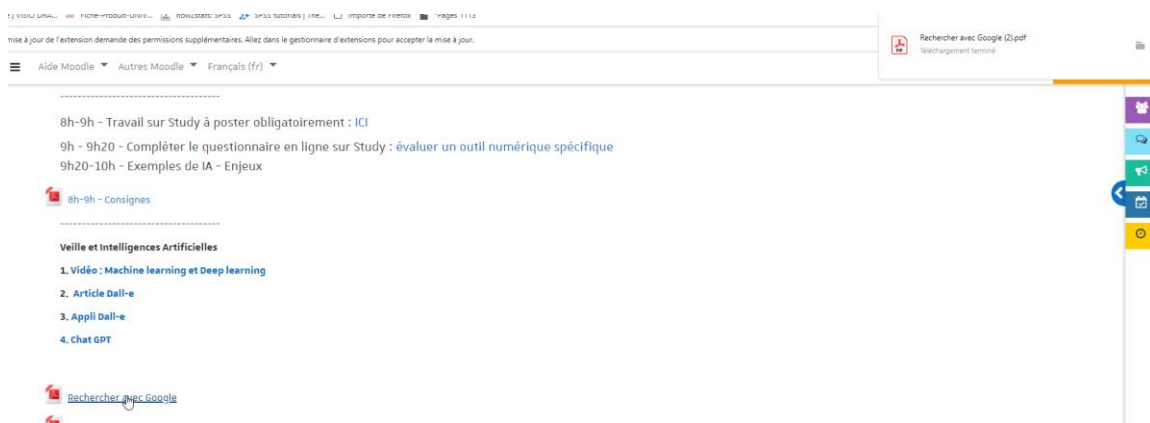 VISIO DRA... Fiche-Produit-UNIV... how2stats: SPSS SPSS tutorials | The... Importé de Firefox -Pages 1113
mise à jour de l'extension demande des permissions supplémentaires. Allez dans le gestionnaire d'extensions pour accepter la mise à jour.
Rechercher avec Google (2).pdf
Téléchargement terminé
Aide Moodle Autres Moodle Français (fr)
------------------------------------
8h-9h - Travail sur Study à poster obligatoirement : ICI
9h - 9h20 - Compléter le questionnaire en ligne sur Study : évaluer un outil numérique spécifique
9h20-10h - Exemples de IA - Enjeux
8h-9h - Consignes
------------------------------------
Veille et Intelligences Artificielles
1. Vidéo : Machine learning et Deep learning
2. Article Dall-e
3. Appli Dall-e
4. Chat GPT
Rechercher avec Google